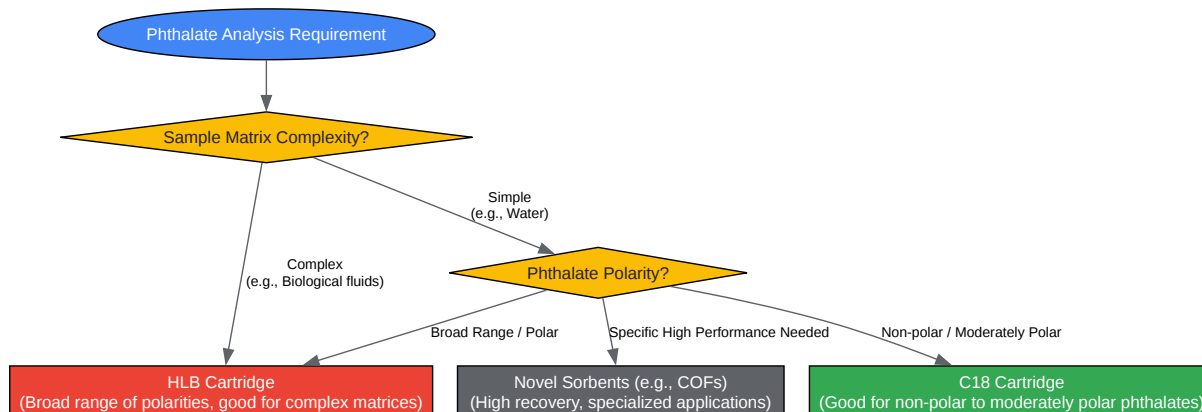 Phthalate Analysis Requirement
Sample Matrix Complexity?
Simple
(e.g., Water)
Complex
(e.g., Biological fluids)
Phthalate Polarity?
Broad Range / Polar
Specific High Performance Needed
Non-polar / Moderately Polar
HLB Cartridge
(Broad range of polarities, good for complex matrices)
Novel Sorbents (e.g., COFs)
(High recovery, specialized applications)
C18 Cartridge
(Good for non-polar to moderately polar phthalates